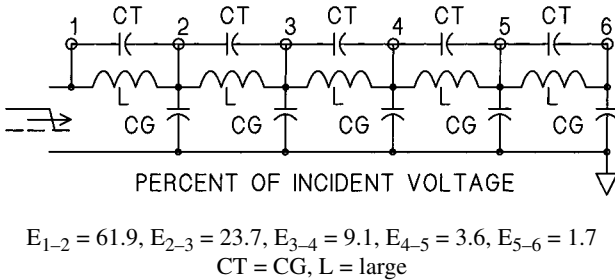 1 CT 2 CT 3 CT 4 CT 5 CT 6
L L L L L
CG CG CG CG CG
PERCENT OF INCIDENT VOLTAGE
E1–2 = 61.9, E2–3 = 23.7, E3–4 = 9.1, E4–5 = 3.6, E5–6 = 1.7
CT = CG, L = large